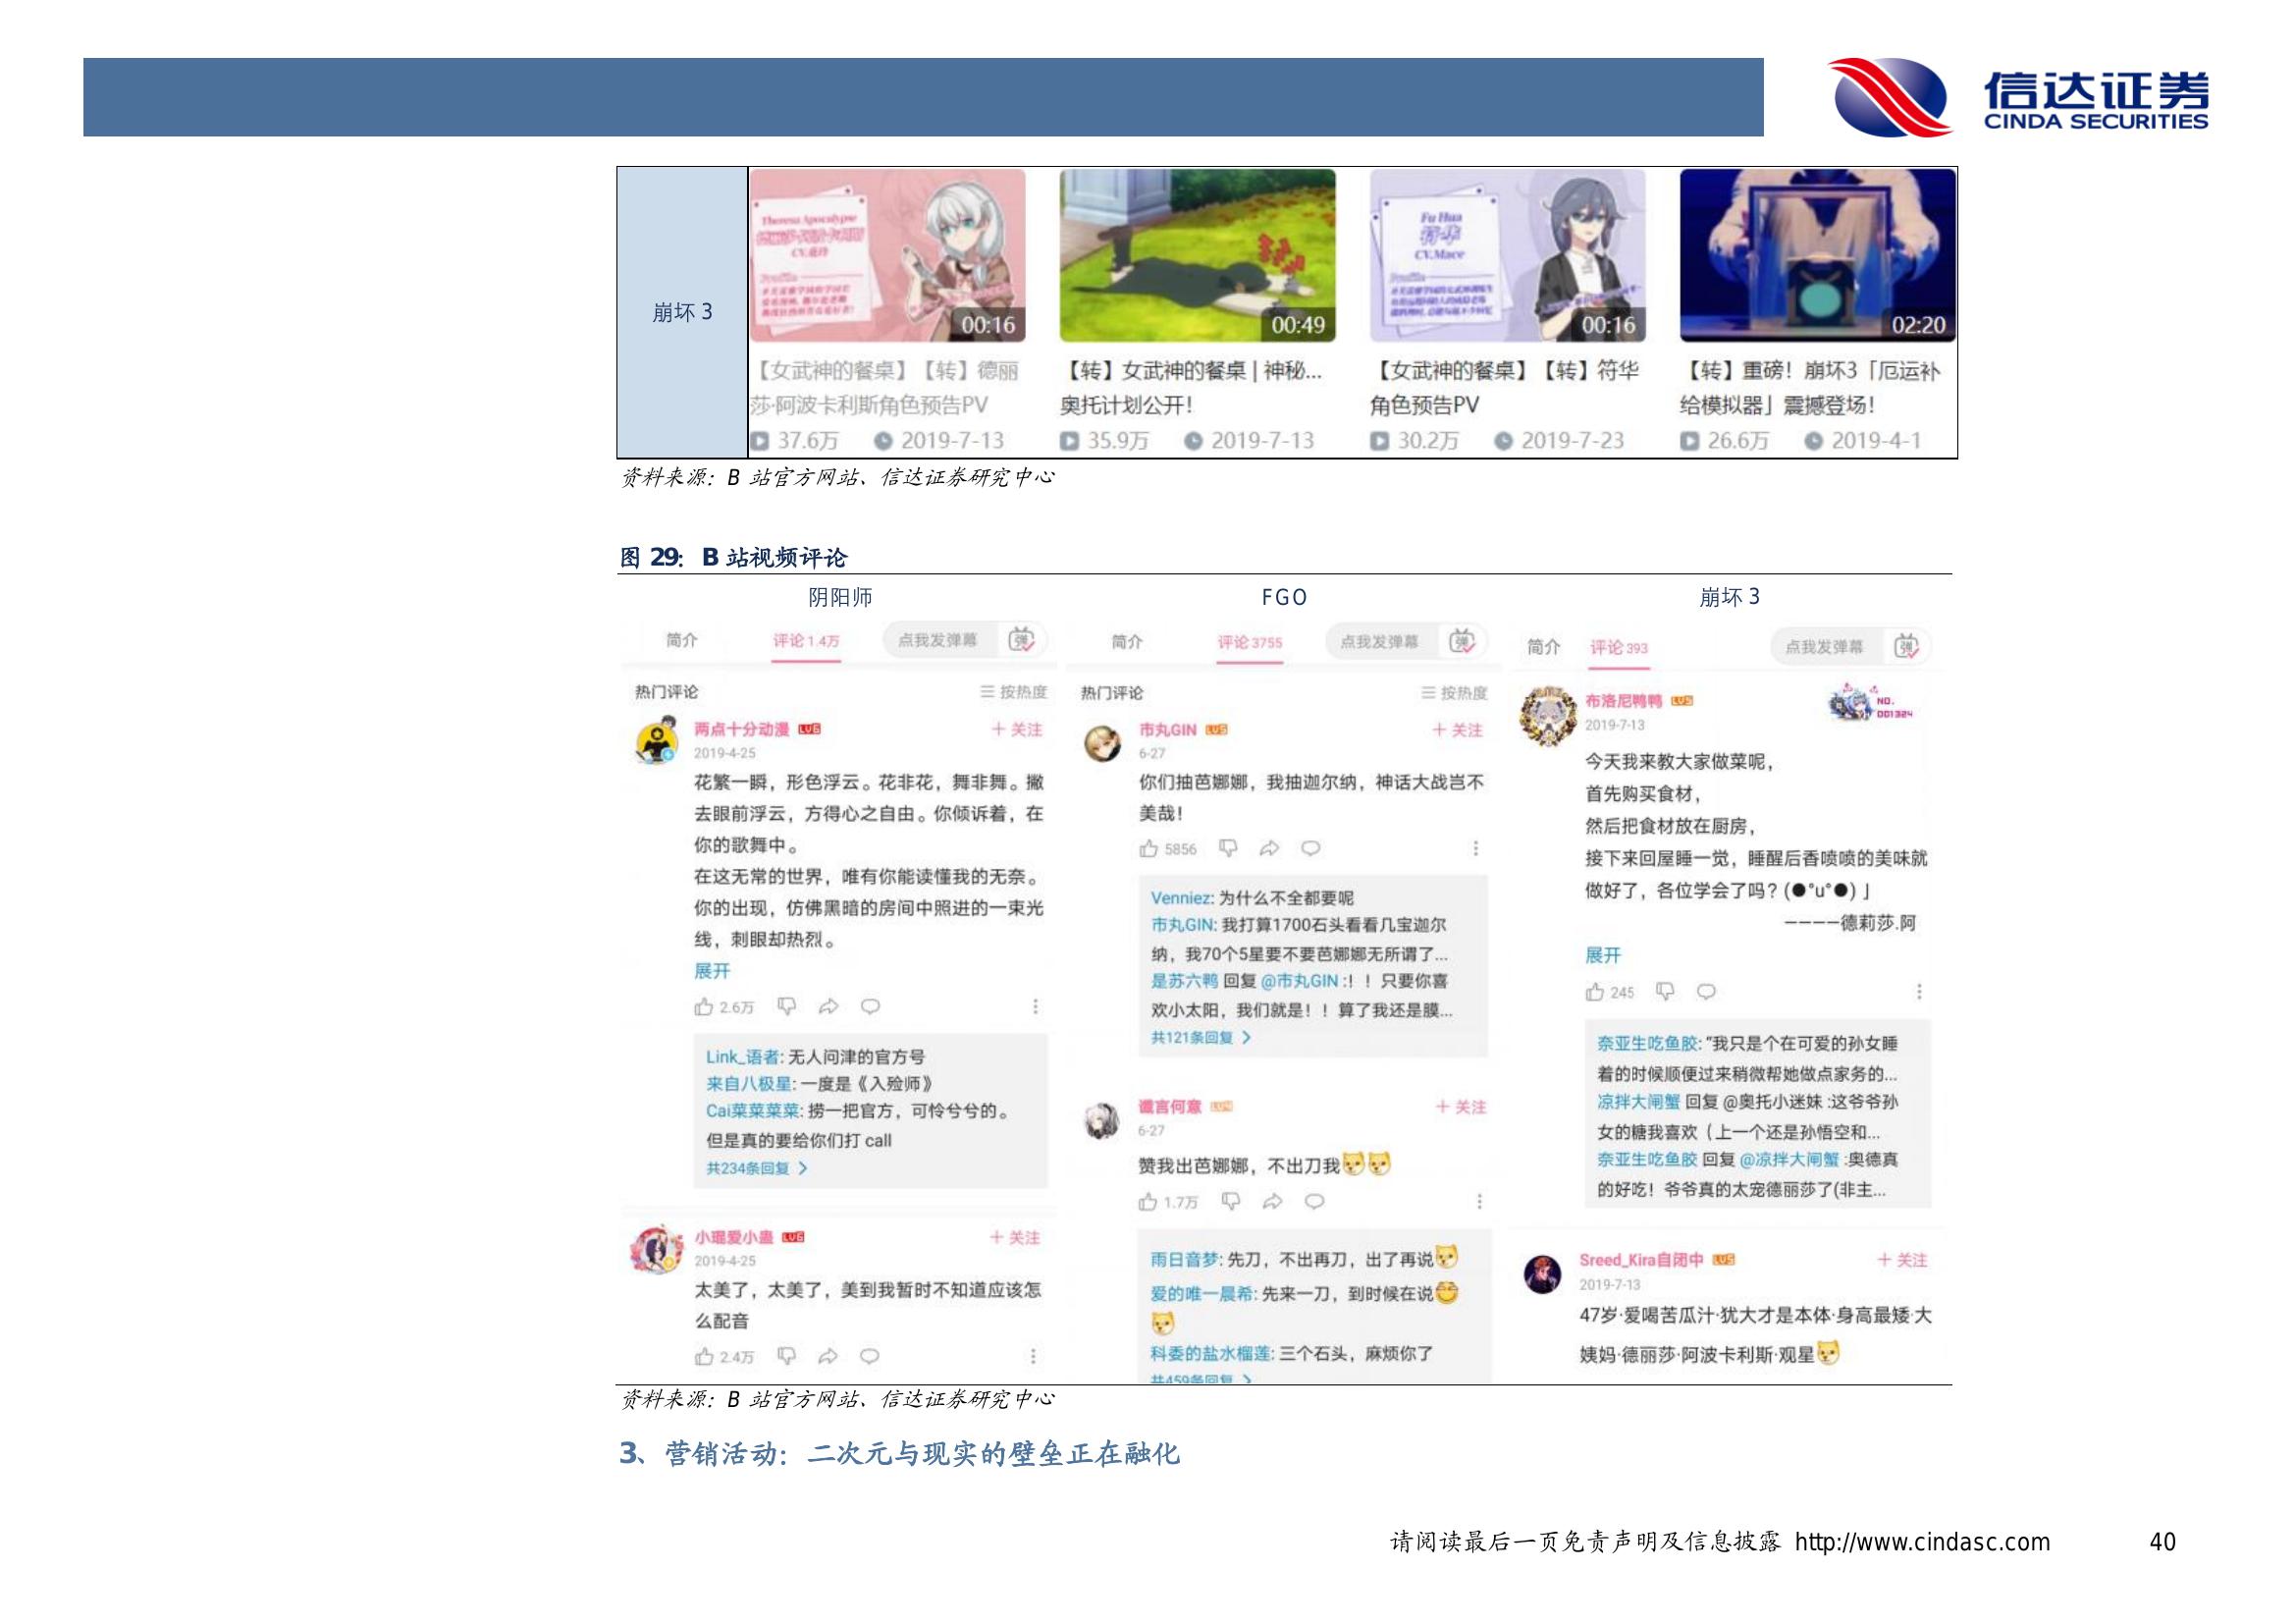 信达证券
CINDA SECURITIES
崩坏 3
Theresa Apocalypse
00:16
【女武神的餐桌】【转】德丽
莎·阿波卡利斯角色预告PV
37.6万 2019-7-13
00:49
【转】女武神的餐桌 | 神秘...
奥托计划公开！
35.9万 2019-7-13
Fu Hua
符华
CV.Mace
00:16
【女武神的餐桌】【转】符华
角色预告PV
30.2万 2019-7-23
02:20
【转】重磅！崩坏3「厄运补
给模拟器」震撼登场！
26.6万 2019-4-1
资料来源：B 站官方网站、信达证券研究中心
图 29： B 站视频评论
阴阳师 FGO 崩坏 3
简介 评论 1.4万 点我发弹幕 弹
热门评论 按热度
两点十分动漫 LV6 + 关注
2019-4-25
花繁一瞬，形色浮云。花非花，舞非舞。撇
去眼前浮云，方得心之自由。你倾诉着，在
你的歌舞中。
在这无常的世界，唯有你能读懂我的无奈。
你的出现，仿佛黑暗的房间中照进的一束光
线，刺眼却热烈。
展开
2.6万
Link_语者: 无人问津的官方号
来自八极星: 一度是《入殓师》
Cai菜菜菜菜: 捞一把官方，可怜兮兮的。
但是真的要给你们打 call
共234条回复 >
小琨爱小蛊 LV6 + 关注
2019-4-25
太美了，太美了，美到我暂时不知道应该怎
么配音
2.4万
简介 评论 3755 点我发弹幕 弹
热门评论 按热度
市丸GIN LV5 + 关注
6-27
你们抽芭娜娜，我抽迦尔纳，神话大战岂不
美哉！
5856
Venniez: 为什么不全都要呢
市丸GIN: 我打算1700石头看看几宝迦尔
纳，我70个5星要不要芭娜娜无所谓了...
是苏六鸭 回复 @市丸GIN :！！只要你喜
欢小太阳，我们就是！！算了我还是膜...
共121条回复 >
谶言何意 LV4 + 关注
6-27
赞我出芭娜娜，不出刀我
1.7万
雨日音梦: 先刀，不出再刀，出了再说
爱的唯一晨希: 先来一刀，到时候在说
科委的盐水榴莲: 三个石头，麻烦你了
共459条回复 >
简介 评论 393 点我发弹幕 弹
布洛尼鸭鸭 LV5 NO.
2019-7-13 001324
今天我来教大家做菜呢，
首先购买食材，
然后把食材放在厨房，
接下来回屋睡一觉，睡醒后香喷喷的美味就
做好了，各位学会了吗？(●°u°●)」
————德莉莎.阿
展开
245
奈亚生吃鱼胶: “我只是个在可爱的孙女睡
着的时候顺便过来稍微帮她做点家务的...
凉拌大闸蟹 回复 @奥托小迷妹 :这爷爷孙
女的糖我喜欢（上一个还是孙悟空和...
奈亚生吃鱼胶 回复 @凉拌大闸蟹 :奥德真
的好吃！爷爷真的太宠德丽莎了(非主...
Sreed_Kira自闭中 LV5 + 关注
2019-7-13
47岁·爱喝苦瓜汁·犹大才是本体·身高最矮·大
姨妈·德丽莎·阿波卡利斯·观星
资料来源：B 站官方网站、信达证券研究中心
3、营销活动：二次元与现实的壁垒正在融化
请阅读最后一页免责声明及信息披露 http://www.cindasc.com 40